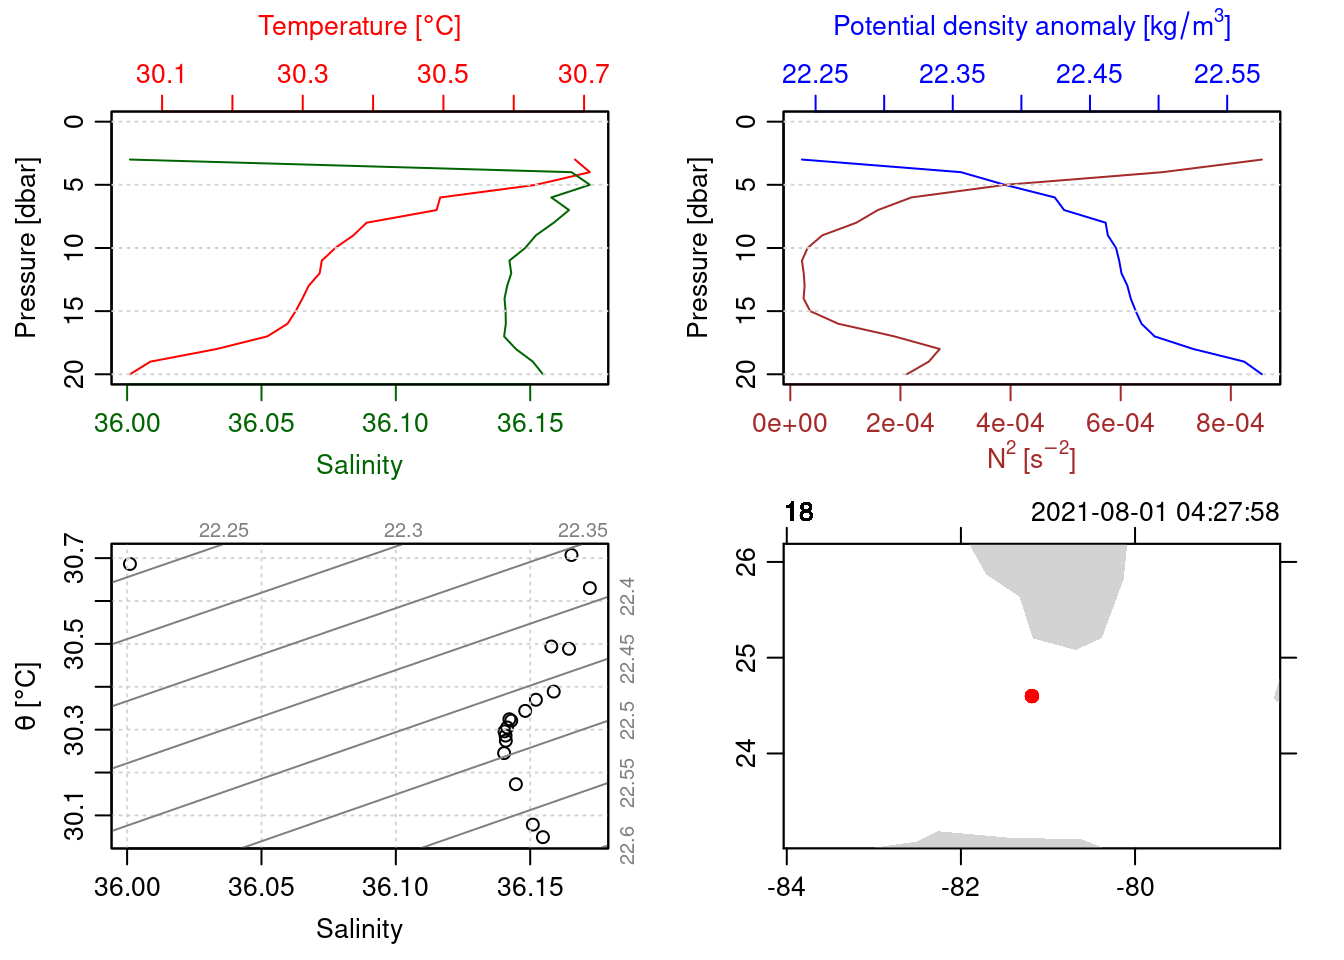 Temperature [°C]
30.1 30.3 30.5 30.7
Pressure [dbar]
0
5
10
15
20
36.00 36.05 36.10 36.15
Salinity
Potential density anomaly [kg/m³]
22.25 22.35 22.45 22.55
Pressure [dbar]
0
5
10
15
20
0e+00 2e-04 4e-04 6e-04 8e-04
N² [s⁻²]
22.25 22.3 22.35
θ [°C]
30.7
30.5
30.3
30.1
22.4
22.45
22.5
22.55
22.6
36.00 36.05 36.10 36.15
Salinity
18 2021-08-01 04:27:58
26
25
24
-84 -82 -80